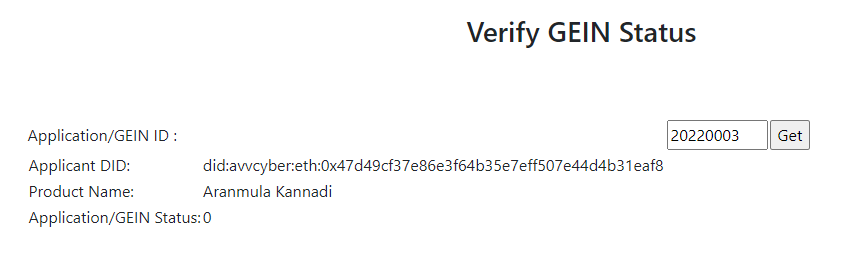 Verify GEIN Status
Application/GEIN ID : 20220003 Get
Applicant DID: did:avvcyber:eth:0x47d49cf37e86e3f64b35e7eff507e44d4b31eaf8
Product Name: Aranmula Kannadi
Application/GEIN Status: 0